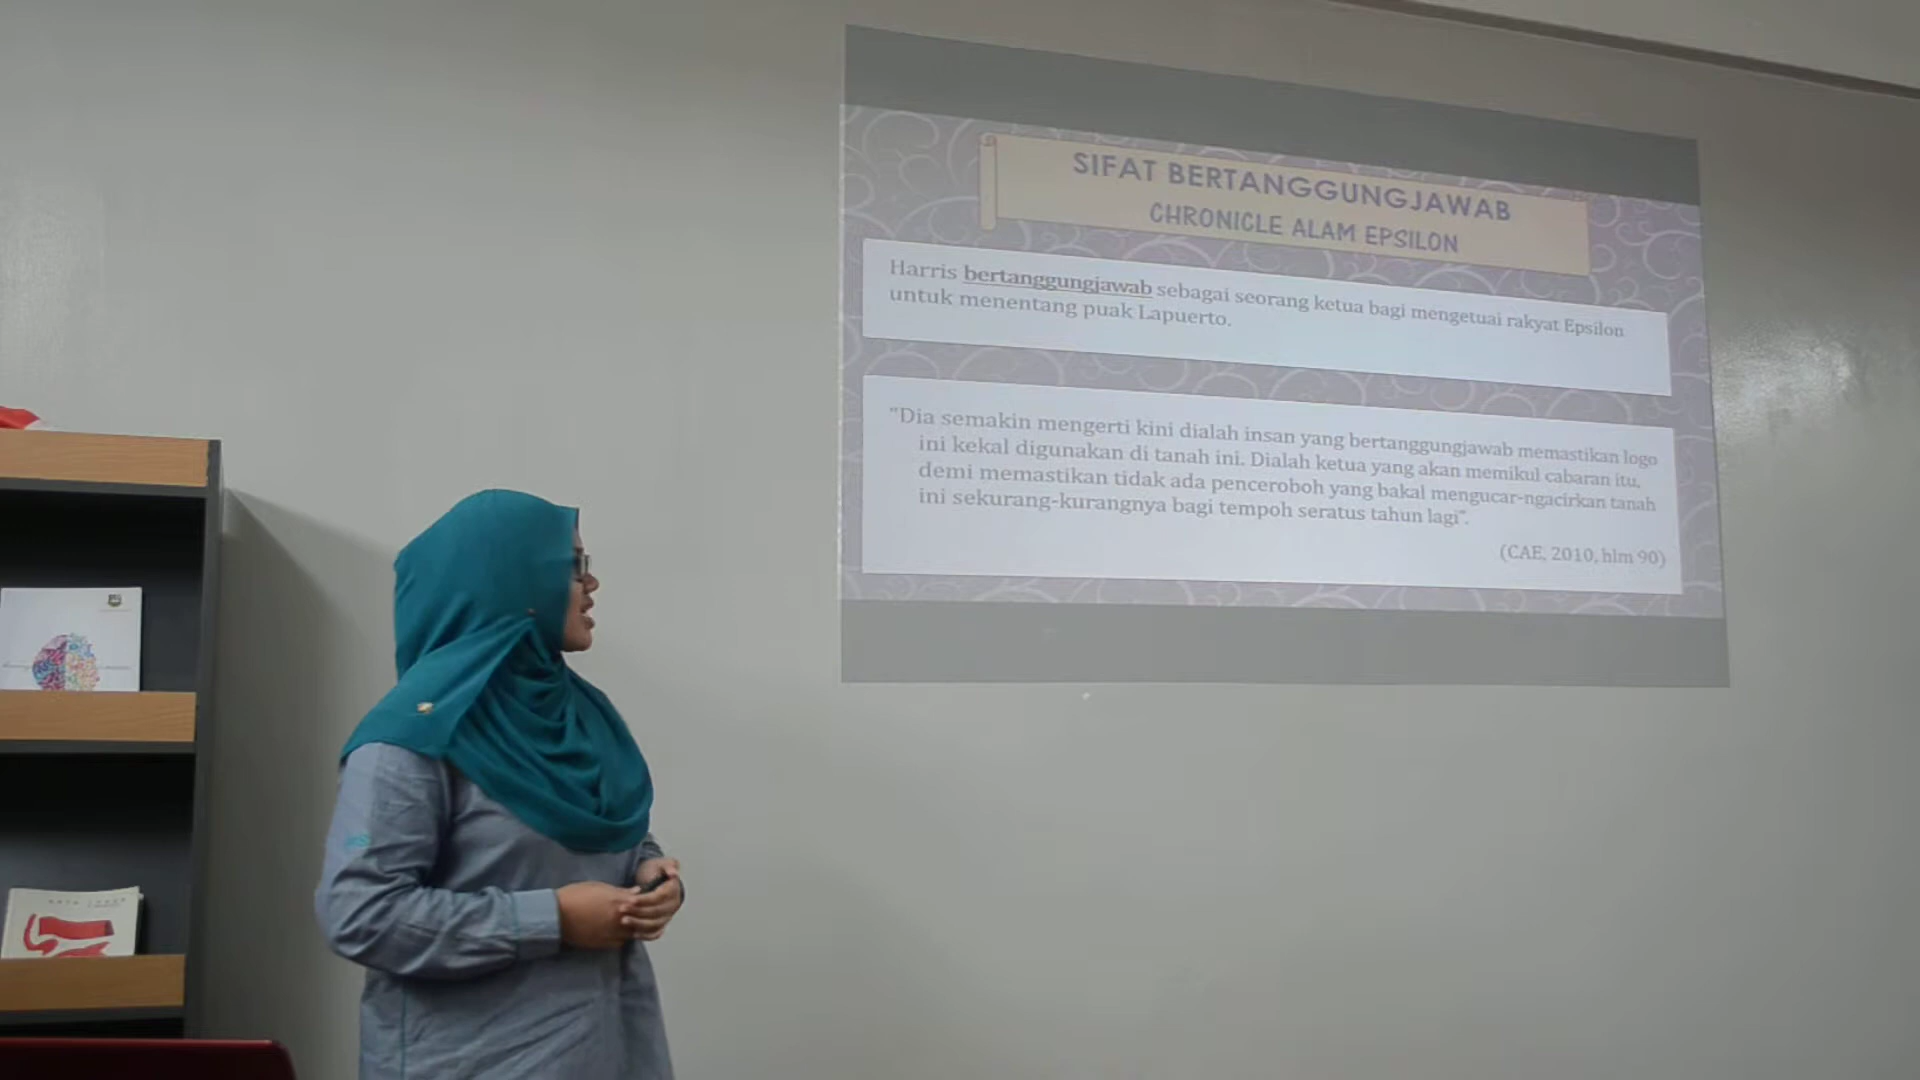 SIFAT BERTANGGUNGJAWAB
CHRONICLE ALAM EPSILON
Harris bertanggungjawab sebagai seorang ketua bagi mengetuai rakyat Epsilon
untuk menentang puak Lapuerto.
“Dia semakin mengerti kini dialah insan yang bertanggungjawab memastikan logo
ini kekal digunakan di tanah ini. Dialah ketua yang akan memikul cabaran itu,
demi memastikan tidak ada penceroboh yang bakal mengucar-ngacirkan tanah
ini sekurang-kurangnya bagi tempoh seratus tahun lagi”.
(CAE, 2010, hlm 90)